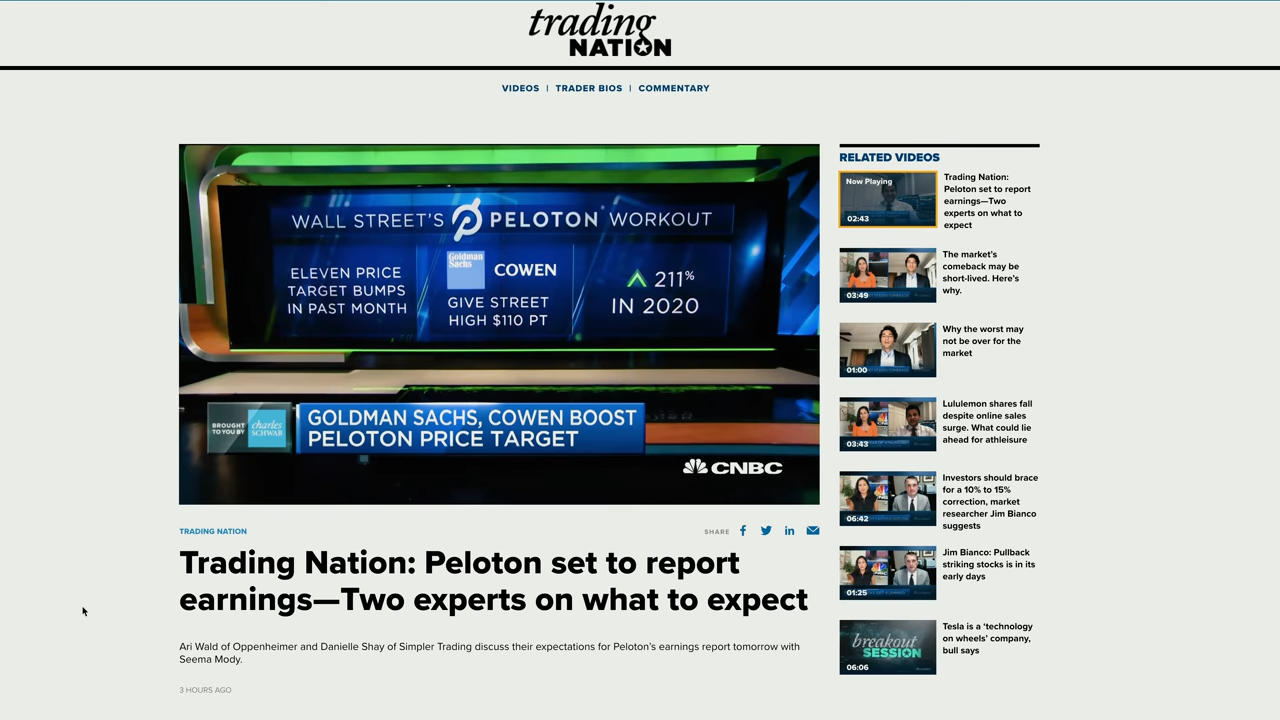 trading
NATION
VIDEOS | TRADER BIOS | COMMENTARY
WALL STREET'S PELOTON WORKOUT
ELEVEN PRICE
TARGET BUMPS
IN PAST MONTH
Goldman
Sachs
COWEN
GIVE STREET
HIGH $110 PT
211%
IN 2020
BROUGHT
TO YOU BY
charles
SCHWAB
GOLDMAN SACHS, COWEN BOOST
PELOTON PRICE TARGET
CNBC
TRADING NATION
SHARE
Trading Nation: Peloton set to report
earnings—Two experts on what to expect
Ari Wald of Oppenheimer and Danielle Shay of Simpler Trading discuss their expectations for Peloton's earnings report tomorrow with
Seema Mody.
3 HOURS AGO
RELATED VIDEOS
Now Playing
02:43
Trading Nation:
Peloton set to report
earnings—Two
experts on what to
expect
03:49
The market's
comeback may be
short-lived. Here's
why.
01:00
Why the worst may
not be over for the
market
03:43
Lululemon shares fall
despite online sales
surge. What could lie
ahead for athleisure
06:42
Investors should brace
for a 10% to 15%
correction, market
researcher Jim Bianco
suggests
01:25
Jim Bianco: Pullback
striking stocks is in its
early days
breakout
SESSION
06:06
Tesla is a 'technology
on wheels' company,
bull says